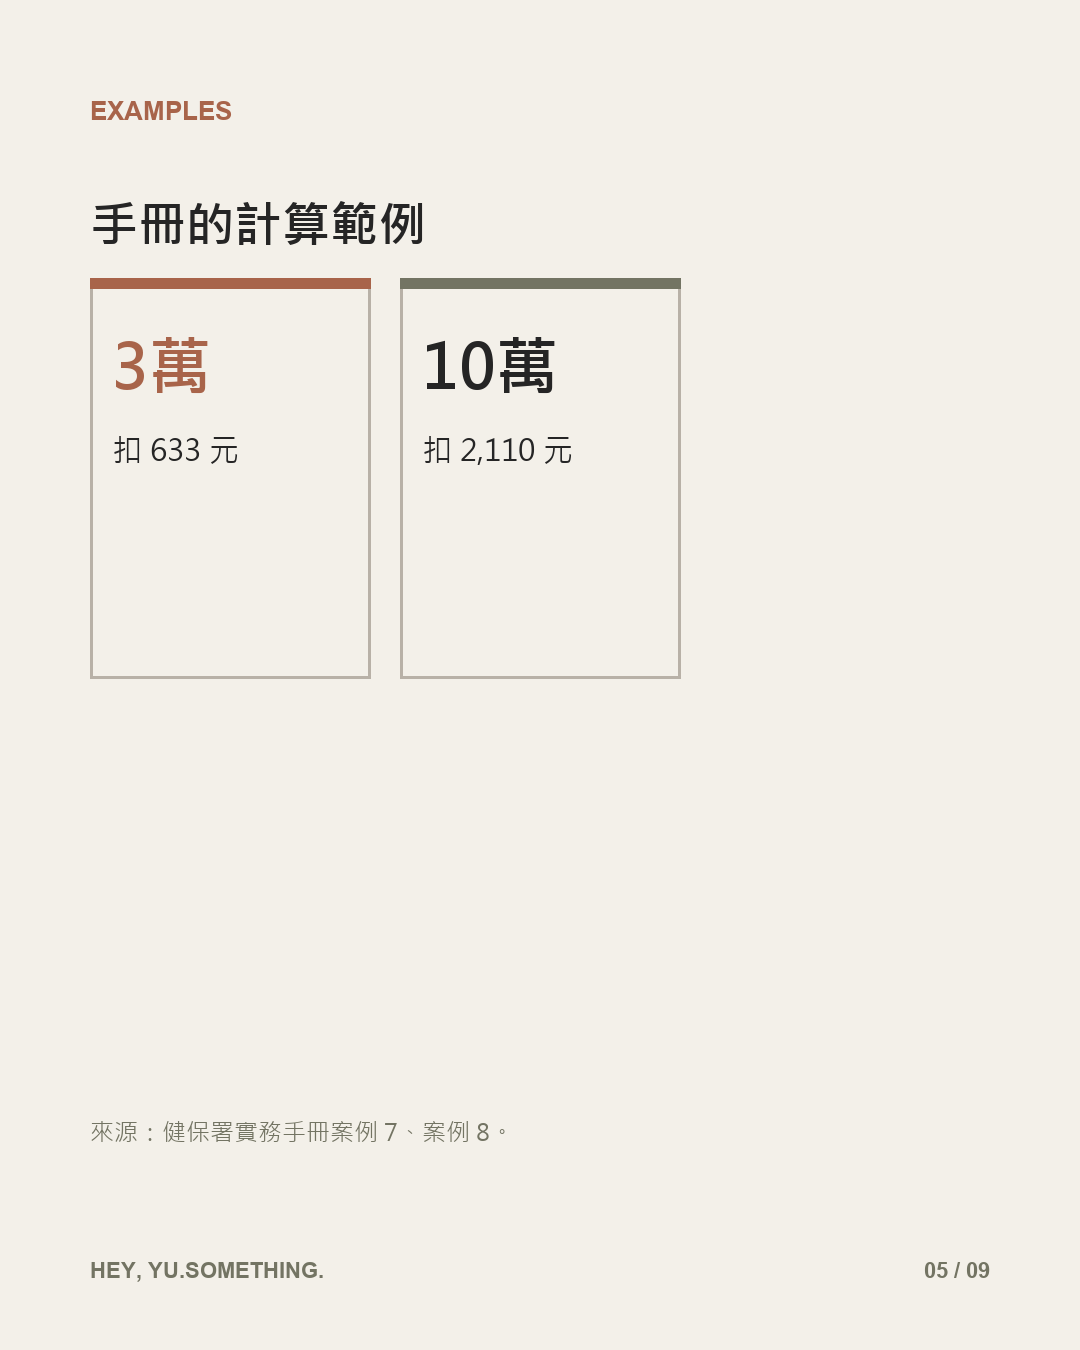 EXAMPLES
手冊的計算範例
3萬
扣 633 元
10萬
扣 2,110 元
來源：健保署實務手冊案例 7、案例 8。
HEY, YU.SOMETHING.
05 / 09